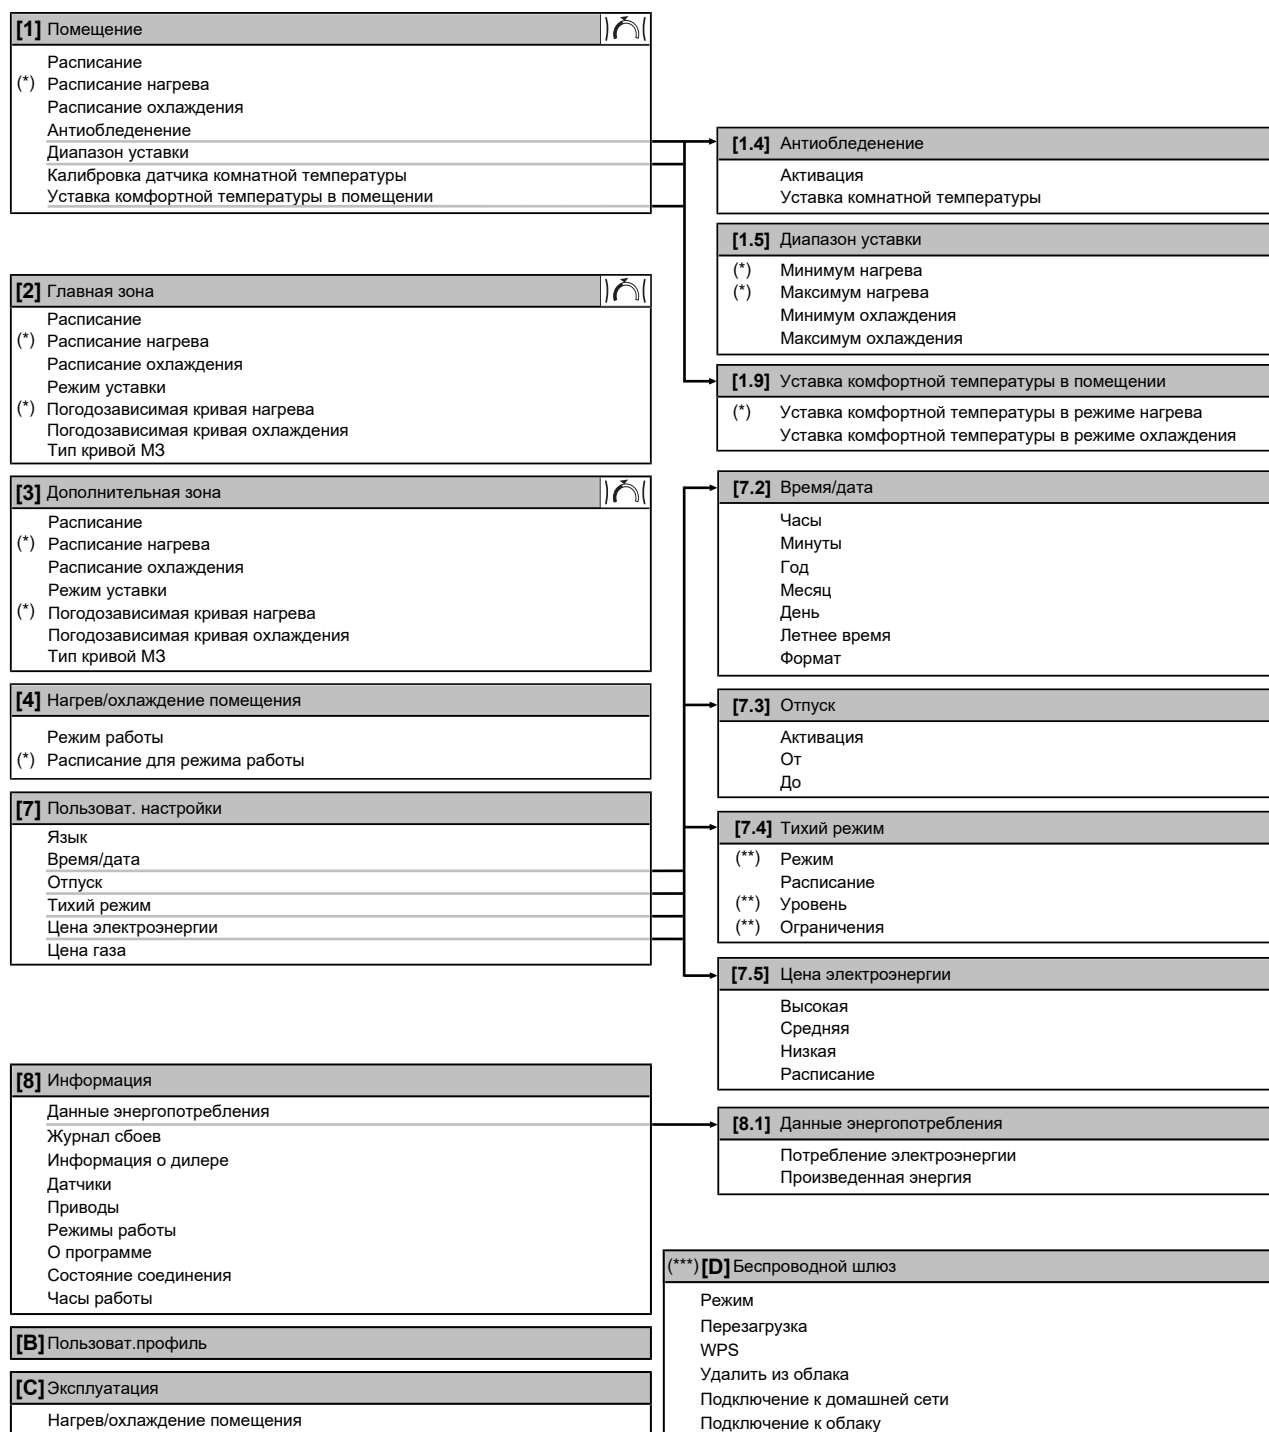 [1] Помещение
Расписание
(*) Расписание нагрева
Расписание охлаждения
Антиобледенение
Диапазон уставки
Калибровка датчика комнатной температуры
Уставка комфортной температуры в помещении
[2] Главная зона
Расписание
(*) Расписание нагрева
Расписание охлаждения
Режим уставки
(*) Погодозависимая кривая нагрева
Погодозависимая кривая охлаждения
Тип кривой МЗ
[3] Дополнительная зона
Расписание
(*) Расписание нагрева
Расписание охлаждения
Режим уставки
(*) Погодозависимая кривая нагрева
Погодозависимая кривая охлаждения
Тип кривой МЗ
[4] Нагрев/охлаждение помещения
Режим работы
(*) Расписание для режима работы
[7] Пользоват. настройки
Язык
Время/дата
Отпуск
Тихий режим
Цена электроэнергии
Цена газа
[8] Информация
Данные энергопотребления
Журнал сбоев
Информация о дилере
Датчики
Приводы
Режимы работы
О программе
Состояние соединения
Часы работы
[B] Пользоват.профиль
[C] Эксплуатация
Нагрев/охлаждение помещения
[1.4] Антиобледенение
Активация
Уставка комнатной температуры
[1.5] Диапазон уставки
(*) Минимум нагрева
(*) Максимум нагрева
Минимум охлаждения
Максимум охлаждения
[1.9] Уставка комфортной температуры в помещении
(*) Уставка комфортной температуры в режиме нагрева
Уставка комфортной температуры в режиме охлаждения
[7.2] Время/дата
Часы
Минуты
Год
Месяц
День
Летнее время
Формат
[7.3] Отпуск
Активация
От
До
[7.4] Тихий режим
(**) Режим
Расписание
(**) Уровень
(**) Ограничения
[7.5] Цена электроэнергии
Высокая
Средняя
Низкая
Расписание
[8.1] Данные энергопотребления
Потребление электроэнергии
Произведенная энергия
(***) [D] Беспроводной шлюз
Режим
Перезагрузка
WPS
Удалить из облака
Подключение к домашней сети
Подключение к облаку